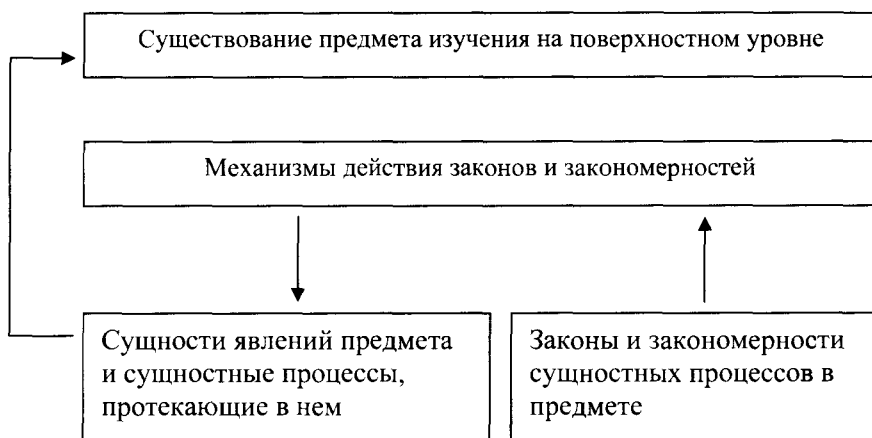 Существование предмета изучения на поверхностном уровне
Механизмы действия законов и закономерностей
Сущности явлений предмета
и сущностные процессы,
протекающие в нем
Законы и закономерности
сущностных процессов в
предмете